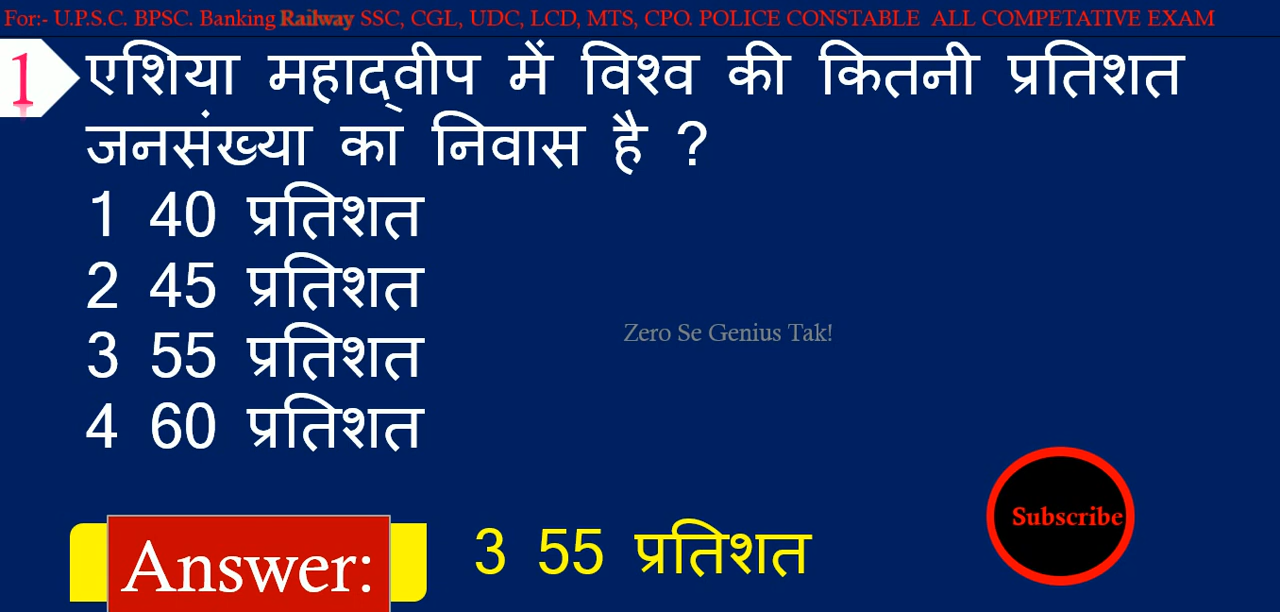 For:- U.P.S.C. BPSC. Banking Railway SSC, CGL, UDC, LCD, MTS, CPO. POLICE CONSTABLE ALL COMPETATIVE EXAM
1 एशिया महाद्‌वीप में विश्व की कितनी प्रतिशत
जनसंख्या का निवास है ?
1 40 प्रतिशत
2 45 प्रतिशत
3 55 प्रतिशत
4 60 प्रतिशत
Zero Se Genius Tak!
Subscribe
Answer: 3 55 प्रतिशत